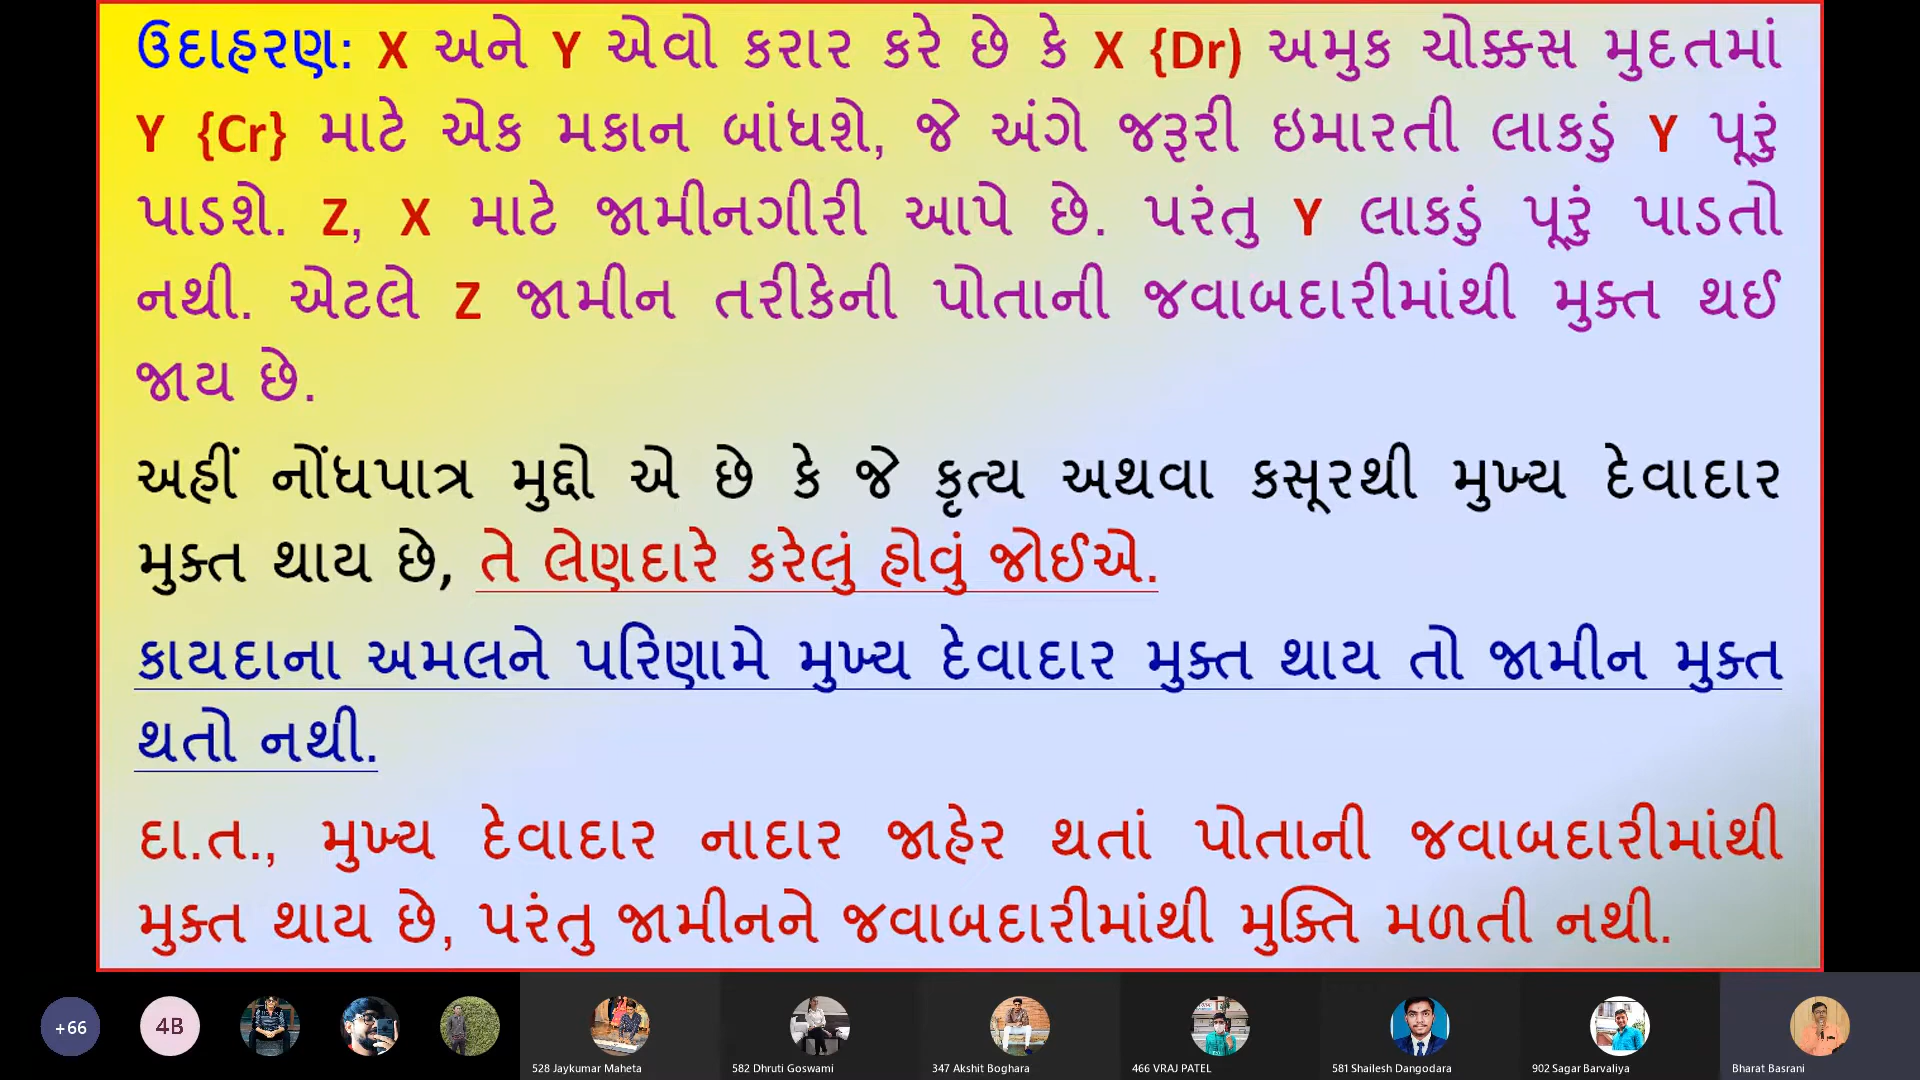 ઉદાહરણ: X અને Y એવો કરાર કરે છે કે X {Dr) અમુક ચોક્કસ મુદતમાં
Y {Cr} માટે એક મકાન બાંધશે, જે અંગે જરૂરી ઇમારતી લાકડું Y પૂરું
પાડશે. Z, X માટે જામીનગીરી આપે છે. પરંતુ Y લાકડું પૂરું પાડતો
નથી. એટલે Z જામીન તરીકેની પોતાની જવાબદારીમાંથી મુક્ત થઈ
જાય છે.
અહીં નોંધપાત્ર મુદ્દો એ છે કે જે કૃત્ય અથવા કસૂરથી મુખ્ય દેવાદાર
મુક્ત થાય છે, તે લેણદારે કરેલું હોવું જોઈએ.
કાયદાના અમલને પરિણામે મુખ્ય દેવાદાર મુક્ત થાય તો જામીન મુક્ત
થતો નથી.
દા.ત., મુખ્ય દેવાદાર નાદાર જાહેર થતાં પોતાની જવાબદારીમાંથી
મુક્ત થાય છે, પરંતુ જામીનને જવાબદારીમાંથી મુક્તિ મળતી નથી.
+66
4B
528 Jaykumar Maheta
582 Dhruti Goswami
347 Akshit Boghara
466 VRAJ PATEL
581 Shailesh Dangodara
902 Sagar Barvaliya
Bharat Basrani